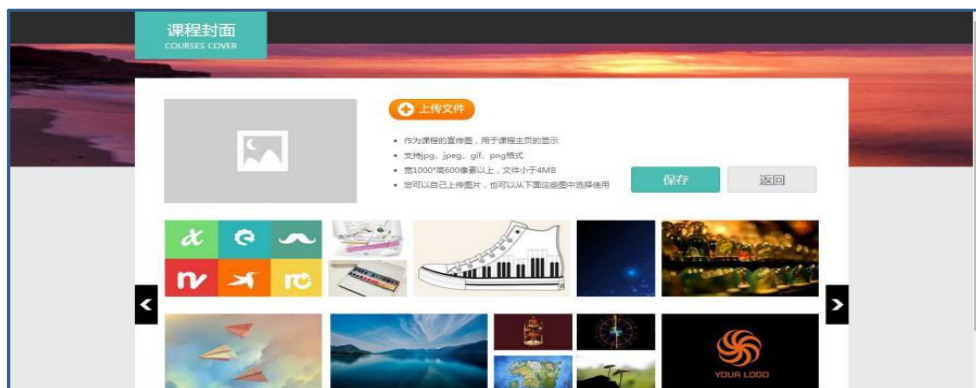 课程封面
COURSES COVER
上传文件
作为课程的宣传图，用于课程主页的显示
支持jpg、jpeg、gif、png格式
宽1000*高600像素以上，文件小于4MB
您可以自己上传图片，也可以从下面这些图中选择使用
保存
返回
YOUR LOGO